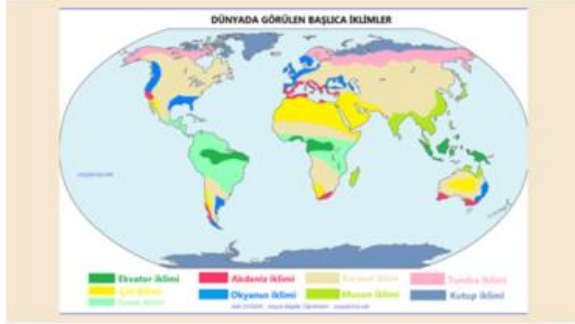 DÜNYADA GÖRÜLEN BAŞLICA İKLİMLER
Ekvator iklimi
Akdeniz iklimi
Karasal iklim
Tundra iklimi
Çöl iklimi
Okyanus iklimi
Muson iklimi
Kutup iklimi
Savan iklimi